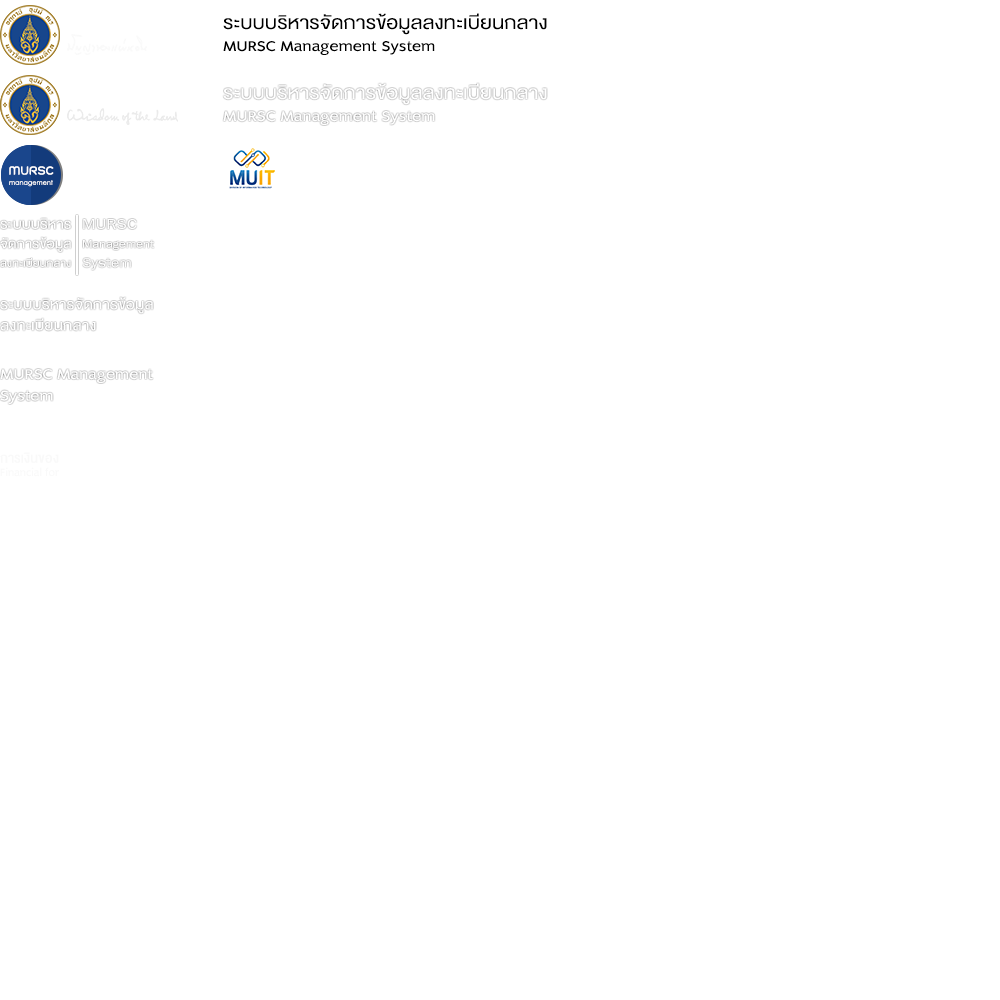 ระบบบริหารจัดการข้อมูลลงทะเบียนกลาง
MURSC Management System
ระบบบริหารจัดการข้อมูลลงทะเบียนกลาง
MURSC Management System
Wisdom of the Land
MURSC
management
MUIT
ระบบบริหาร
จัดการข้อมูล
ลงทะเบียนกลาง
MURSC
Management
System
ระบบบริหารจัดการข้อมูล
ลงทะเบียนกลาง
MURSC Management
System